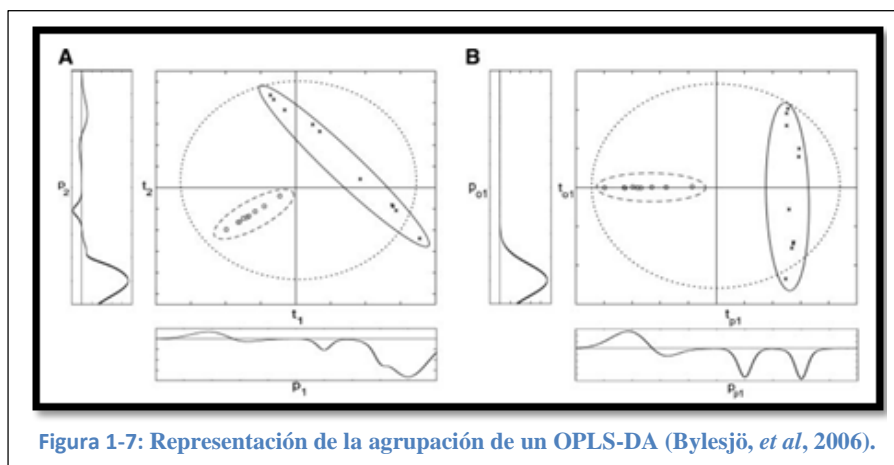 A
B
p2
t2
t1
p1
po1
to1
tp1
pp1
Figura 1-7: Representación de la agrupación de un OPLS-DA (Bylesjö, et al, 2006).